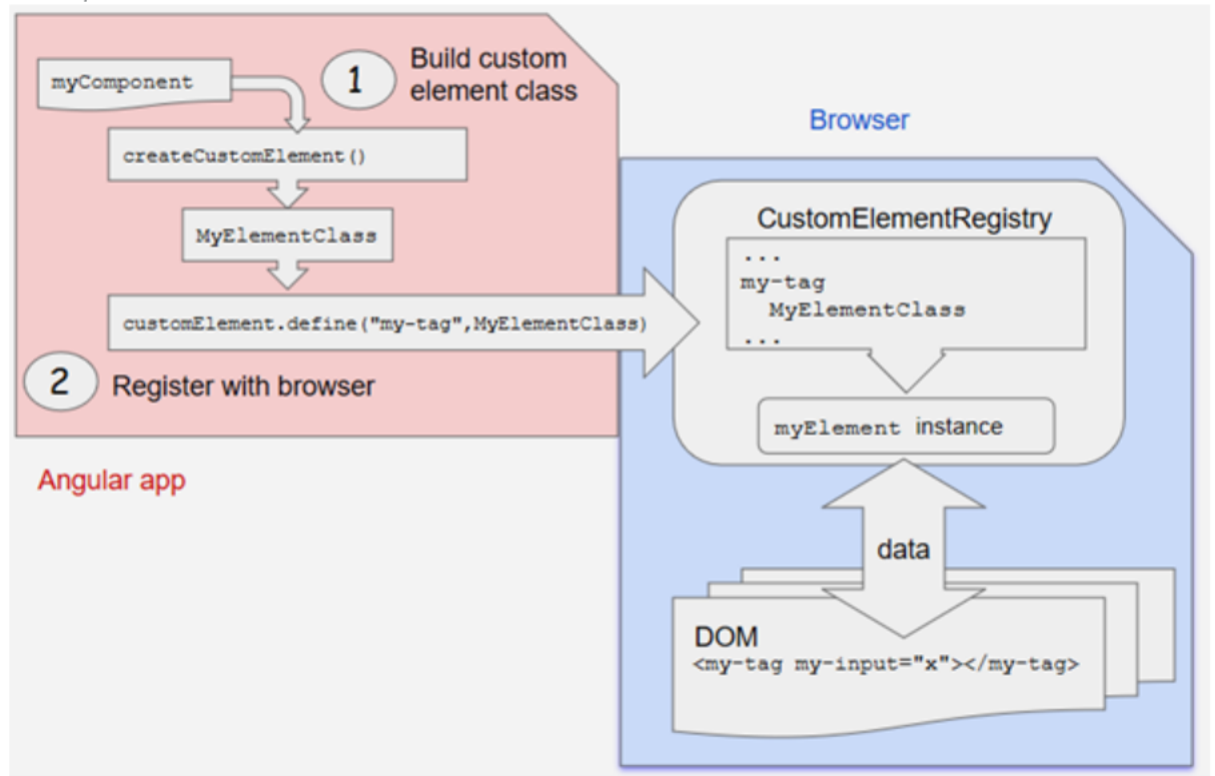 myComponent
1
Build custom
element class
createCustomElement()
MyElementClass
customElement.define("my-tag",MyElementClass)
2
Register with browser
Angular app
Browser
CustomElementRegistry
...
my-tag
MyElementClass
...
myElement instance
data
DOM
<my-tag my-input="x"></my-tag>